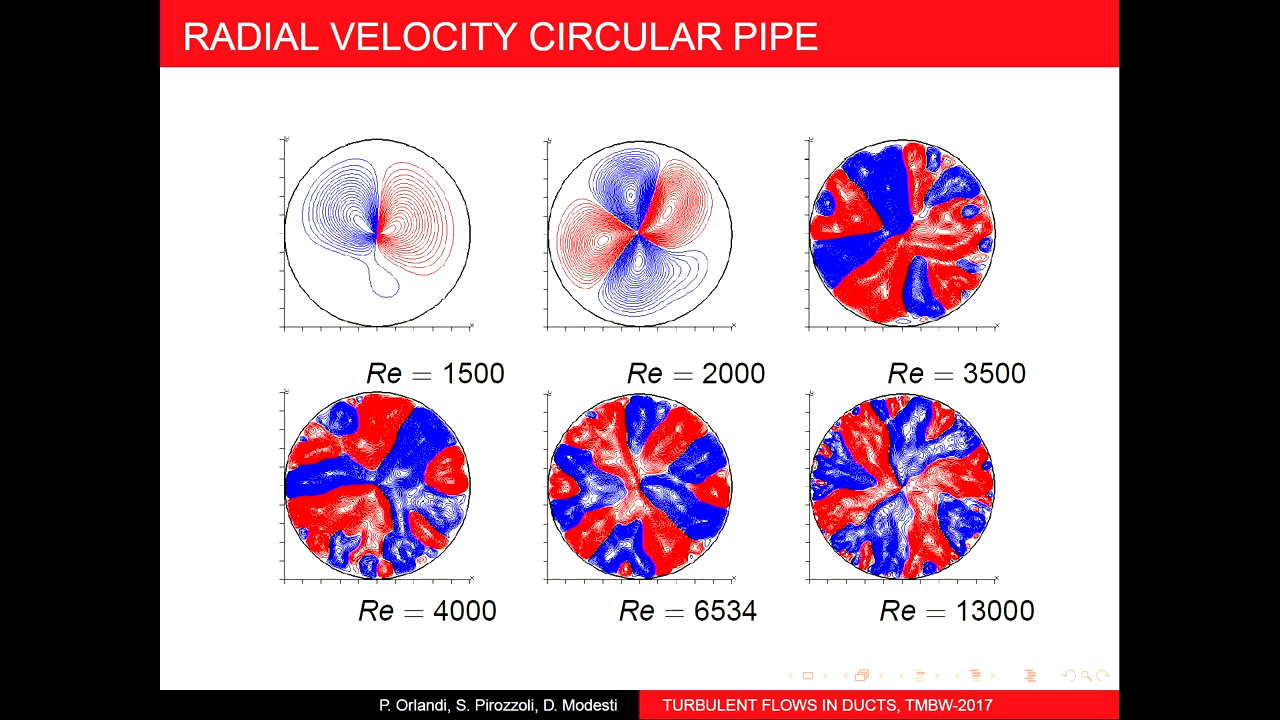 RADIAL VELOCITY CIRCULAR PIPE
Re = 1500
Re = 2000
Re = 3500
Re = 4000
Re = 6534
Re = 13000
P. Orlandi, S. Pirozzoli, D. Modesti
TURBULENT FLOWS IN DUCTS, TMBW-2017